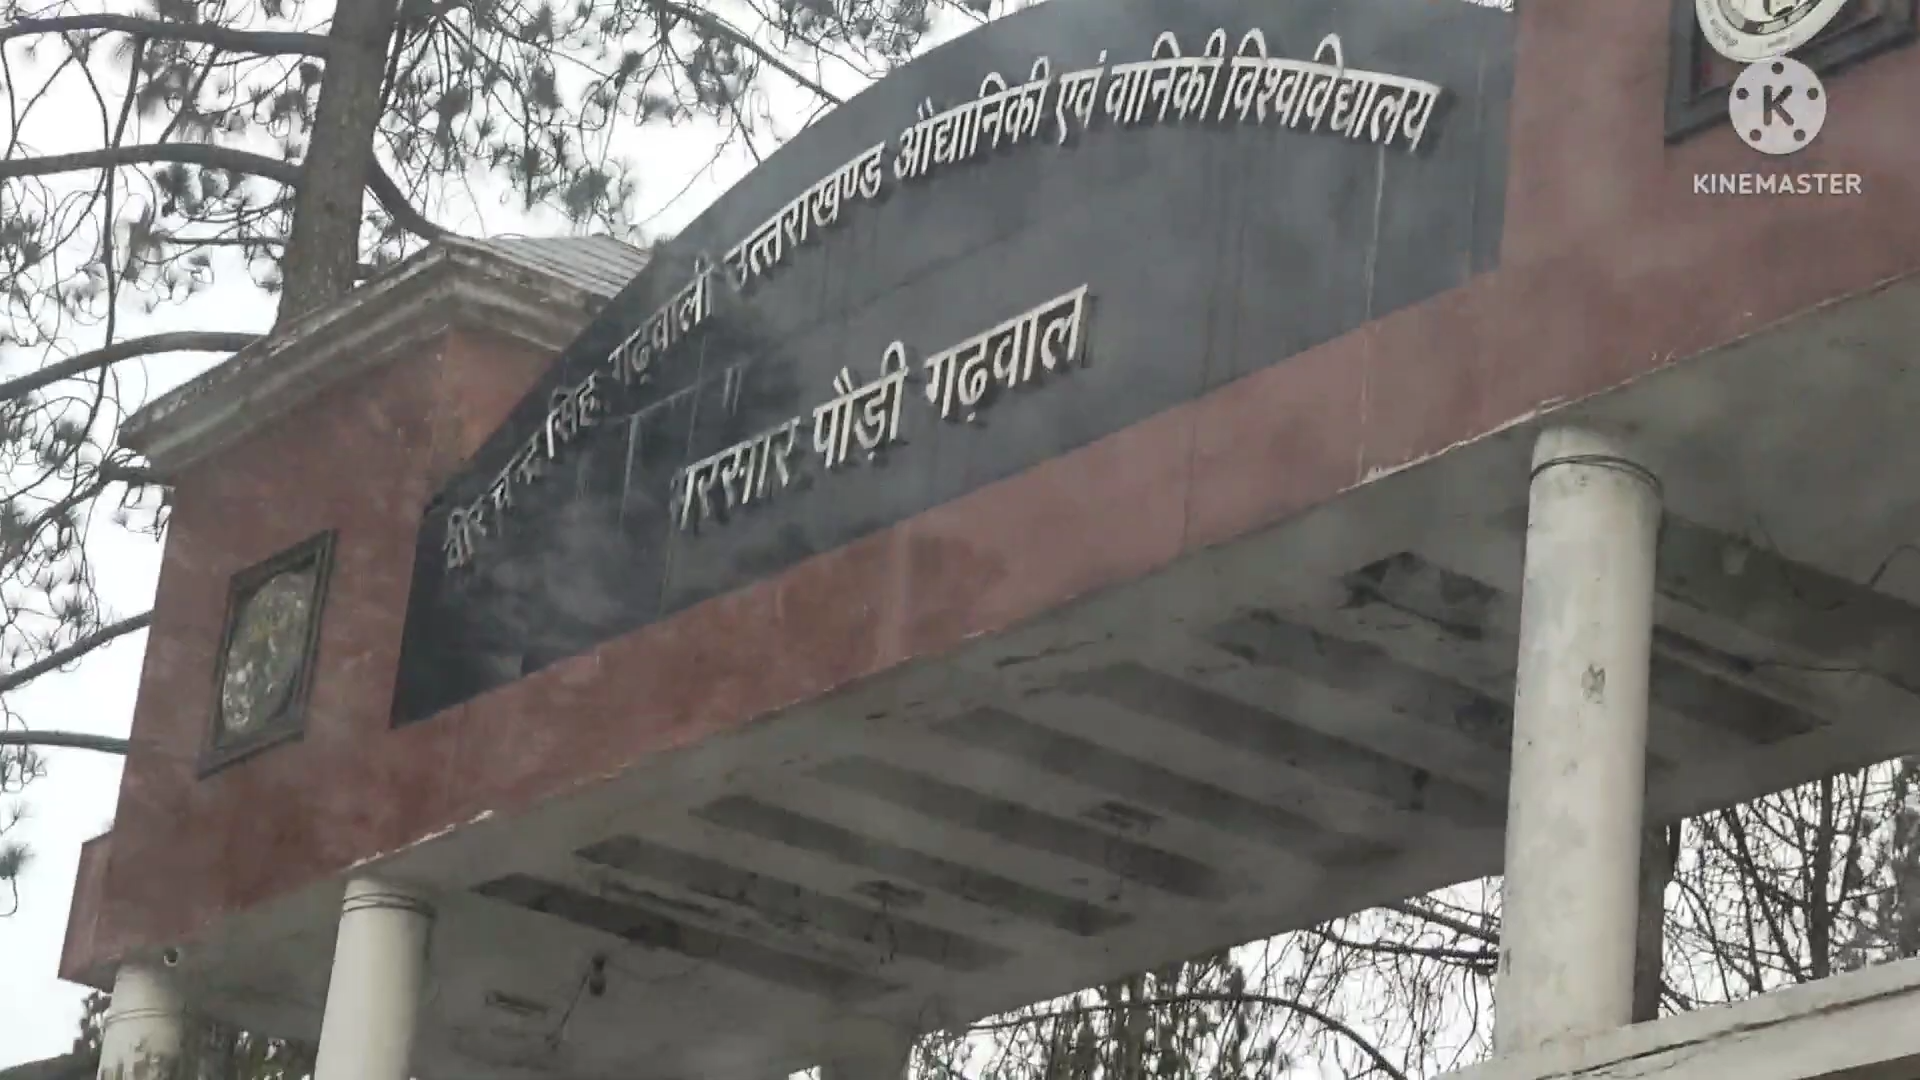 वीर चन्द्र सिंह गढ़वाली उत्तराखण्ड औद्यानिकी एवं वानिकी विश्वविद्यालय
भरसार पौड़ी गढ़वाल
KINEMASTER